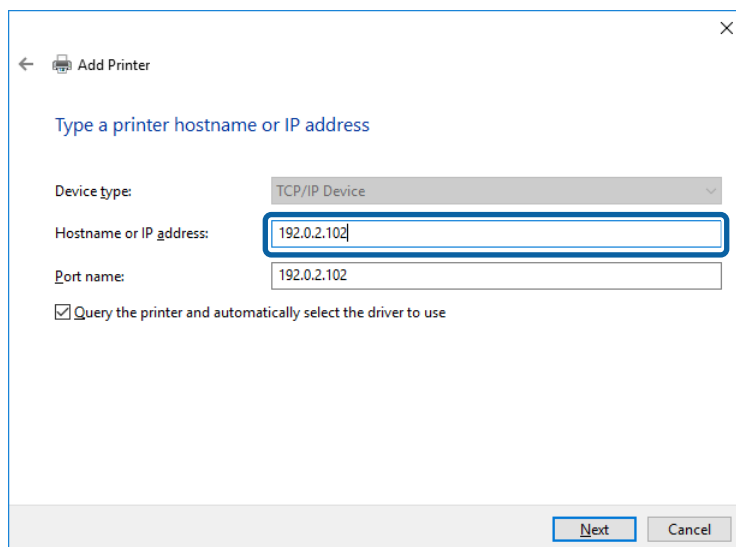 Add Printer
Type a printer hostname or IP address
Device type: TCP/IP Device
Hostname or IP address: 192.0.2.102
Port name: 192.0.2.102
Query the printer and automatically select the driver to use
Next Cancel